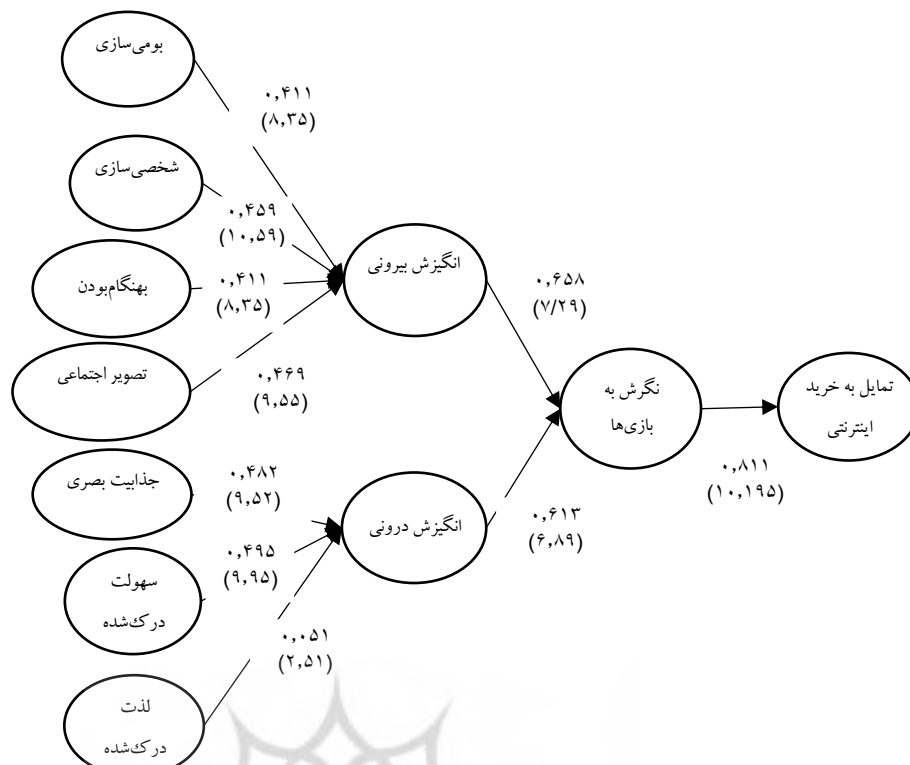 بومی‌سازی
۰,۴۱۱
(۸,۳۵)
شخصی‌سازی
۰,۴۵۹
(۱۰,۵۹)
بهنگام‌بودن
۰,۴۱۱
(۸,۳۵)
تصویر اجتماعی
۰,۴۶۹
(۹,۵۵)
انگیزش بیرونی
۰,۶۵۸
(۷/۲۹)
جذابیت بصری
۰,۴۸۲
(۹,۵۲)
سهولت
درک‌شده
۰,۴۹۵
(۹,۹۵)
لذت
درک‌شده
۰,۰۵۱
(۲,۵۱)
انگیزش درونی
۰,۶۱۳
(۶,۸۹)
نگرش به
بازی‌ها
۰,۸۱۱
(۱۰,۱۹۵)
تمایل به خرید
اینترنتی